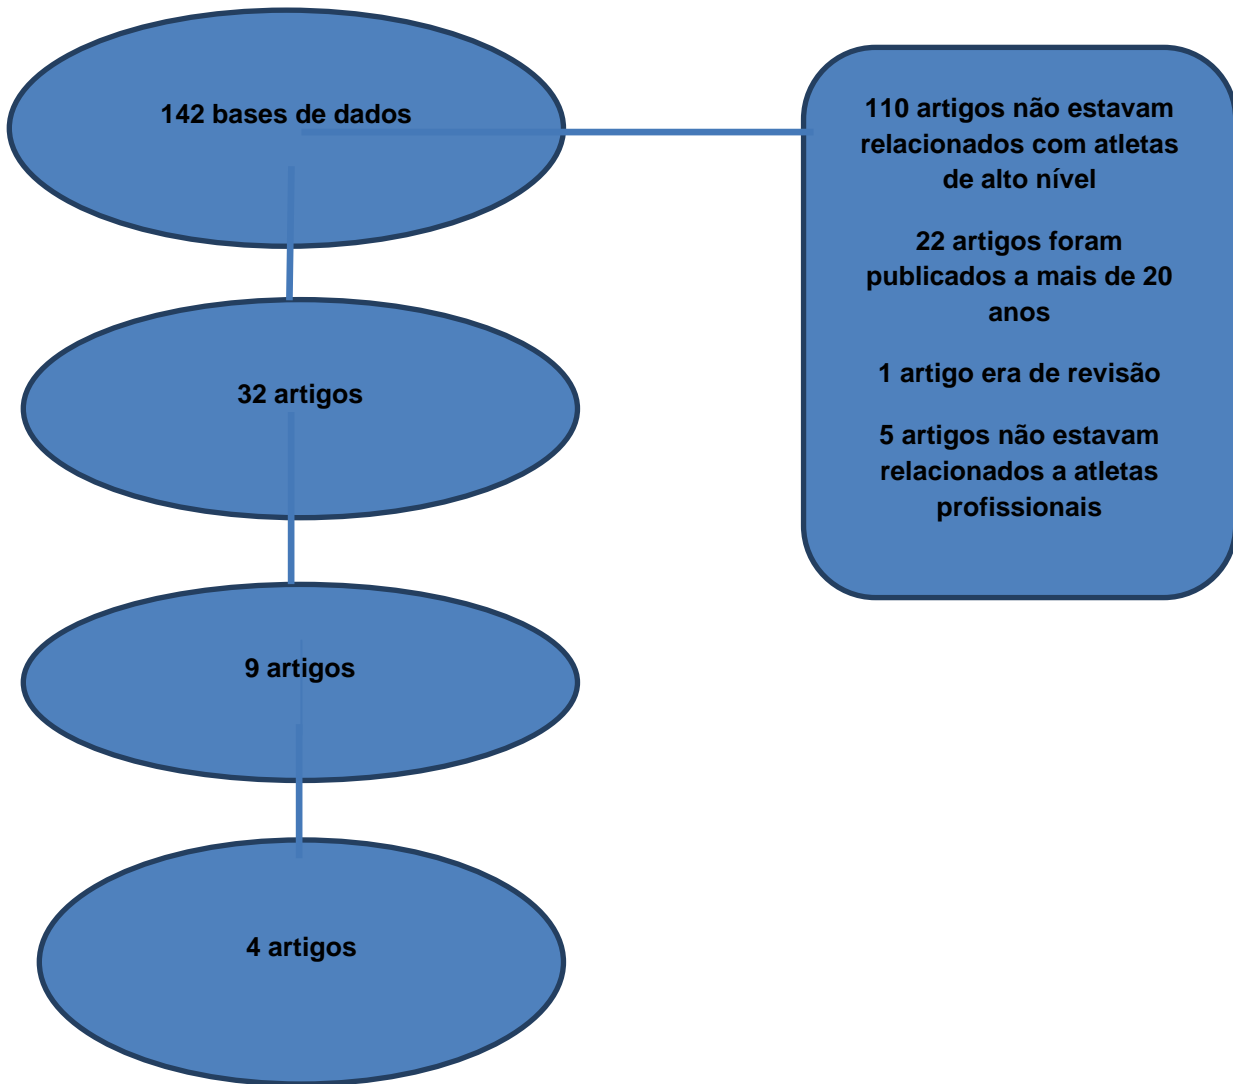 142 bases de dados
110 artigos não estavam
relacionados com atletas
de alto nível
22 artigos foram
publicados a mais de 20
anos
1 artigo era de revisão
5 artigos não estavam
relacionados a atletas
profissionais
32 artigos
9 artigos
4 artigos